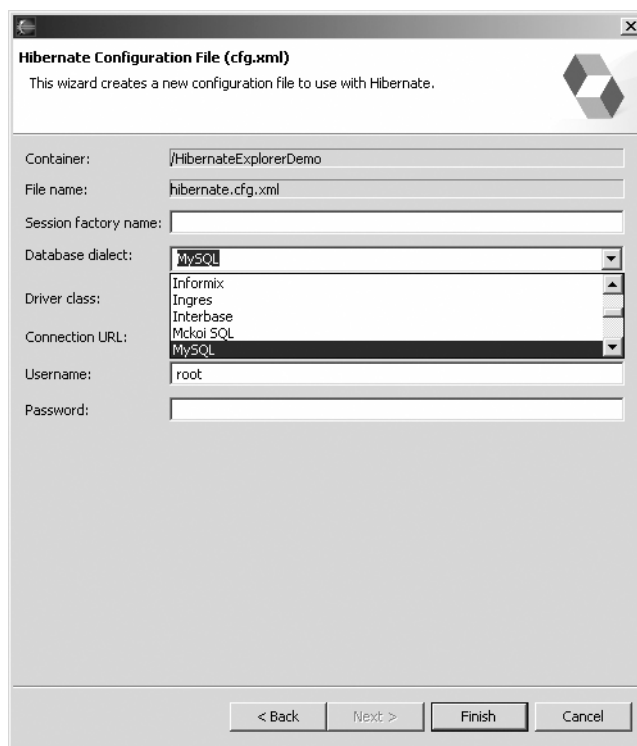 Hibernate Configuration File (cfg.xml)
This wizard creates a new configuration file to use with Hibernate.
Container: /HibernateExplorerDemo
File name: hibernate.cfg.xml
Session factory name:
Database dialect: MySQL
Informix
Driver class: Ingres
Interbase
Connection URL: Mckoi SQL
MySQL
Username: root
Password:
< Back Next > Finish Cancel